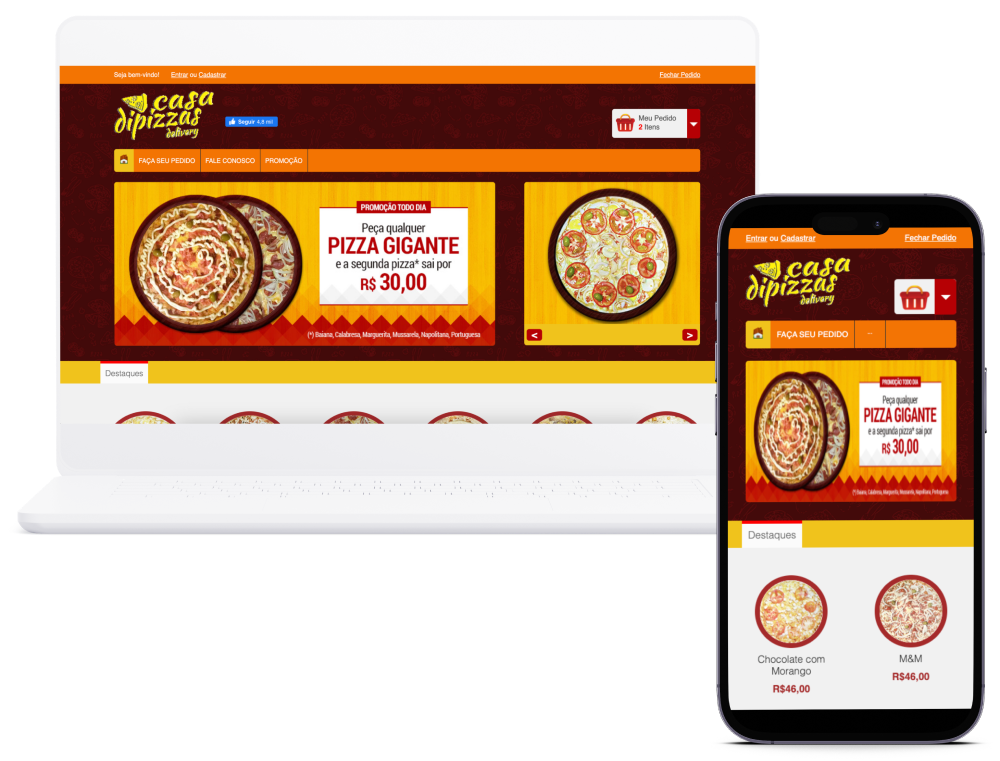 Seja bem-vindo! Entrar ou Cadastrar Fechar Pedido
casa
dipizzas
delivery
Seguir 4,8 mil
Meu Pedido
2 Itens
FAÇA SEU PEDIDO FALE CONOSCO PROMOÇÃO
PROMOÇÃO TODO DIA
Peça qualquer
PIZZA GIGANTE
e a segunda pizza* sai por
R$ 30,00
(*) Baiana, Calabresa, Marguerita, Mussarela, Napolitana, Portuguesa
< >
Destaques
Entrar ou Cadastrar Fechar Pedido
casa
dipizzas
delivery
FAÇA SEU PEDIDO ...
PROMOÇÃO TODO DIA
Peça qualquer
PIZZA GIGANTE
e a segunda pizza* sai por
R$ 30,00
(*) Baiana, Calabresa, Marguerita, Mussarela, Napolitana, Portuguesa
Destaques
Chocolate com
Morango
R$46,00
M&M
R$46,00